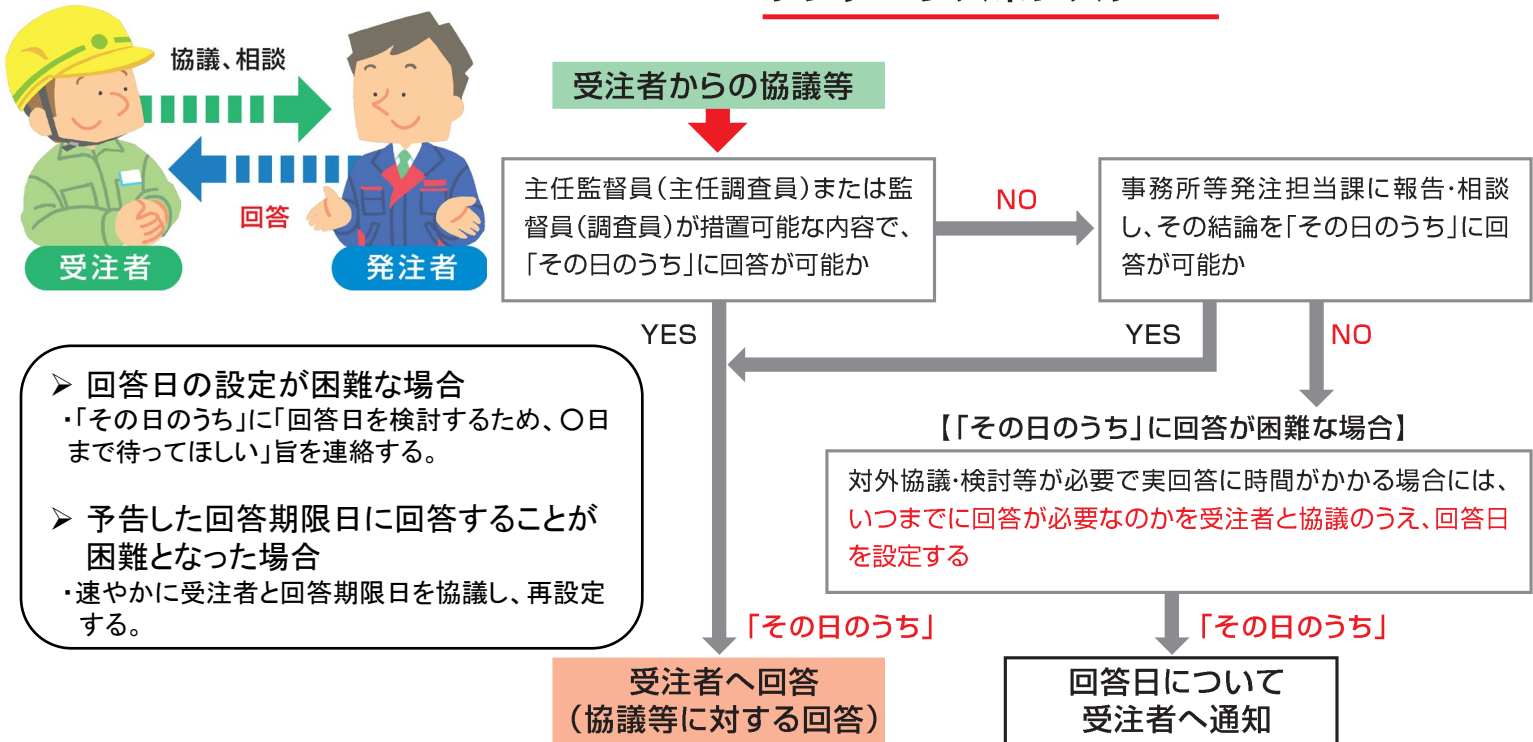 協議、相談
回答
受注者
発注者
受注者からの協議等
主任監督員(主任調査員)または監
督員(調査員)が措置可能な内容で、
「その日のうち」に回答が可能か
NO
事務所等発注担当課に報告・相談
し、その結論を「その日のうち」に回
答が可能か
YES
YES
NO
➢ 回答日の設定が困難な場合
・「その日のうち」に「回答日を検討するため、〇日
まで待ってほしい」旨を連絡する。
➢ 予告した回答期限日に回答することが
困難となった場合
・速やかに受注者と回答期限日を協議し、再設定
する。
【「その日のうち」に回答が困難な場合】
対外協議・検討等が必要で実回答に時間がかかる場合には、
いつまでに回答が必要なのかを受注者と協議のうえ、回答日
を設定する
「その日のうち」
「その日のうち」
受注者へ回答
(協議等に対する回答)
回答日について
受注者へ通知